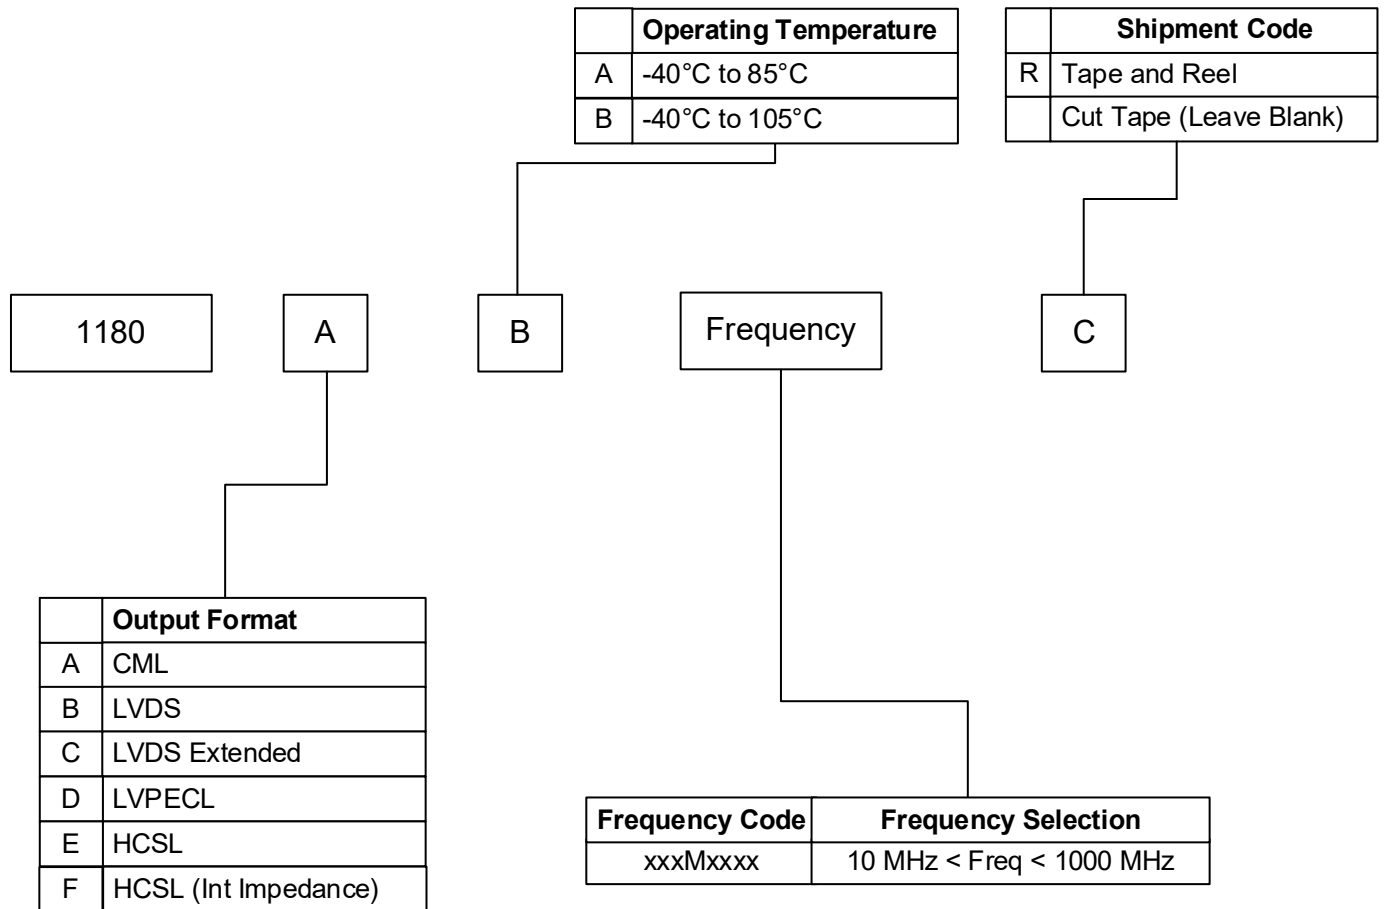 Operating Temperature
A -40°C to 85°C
B -40°C to 105°C
Shipment Code
R Tape and Reel
Cut Tape (Leave Blank)
1180
A
B
Frequency
C
Output Format
A CML
B LVDS
C LVDS Extended
D LVPECL
E HCSL
F HCSL (Int Impedance)
Frequency Code Frequency Selection
xxxMxxxx 10 MHz < Freq < 1000 MHz